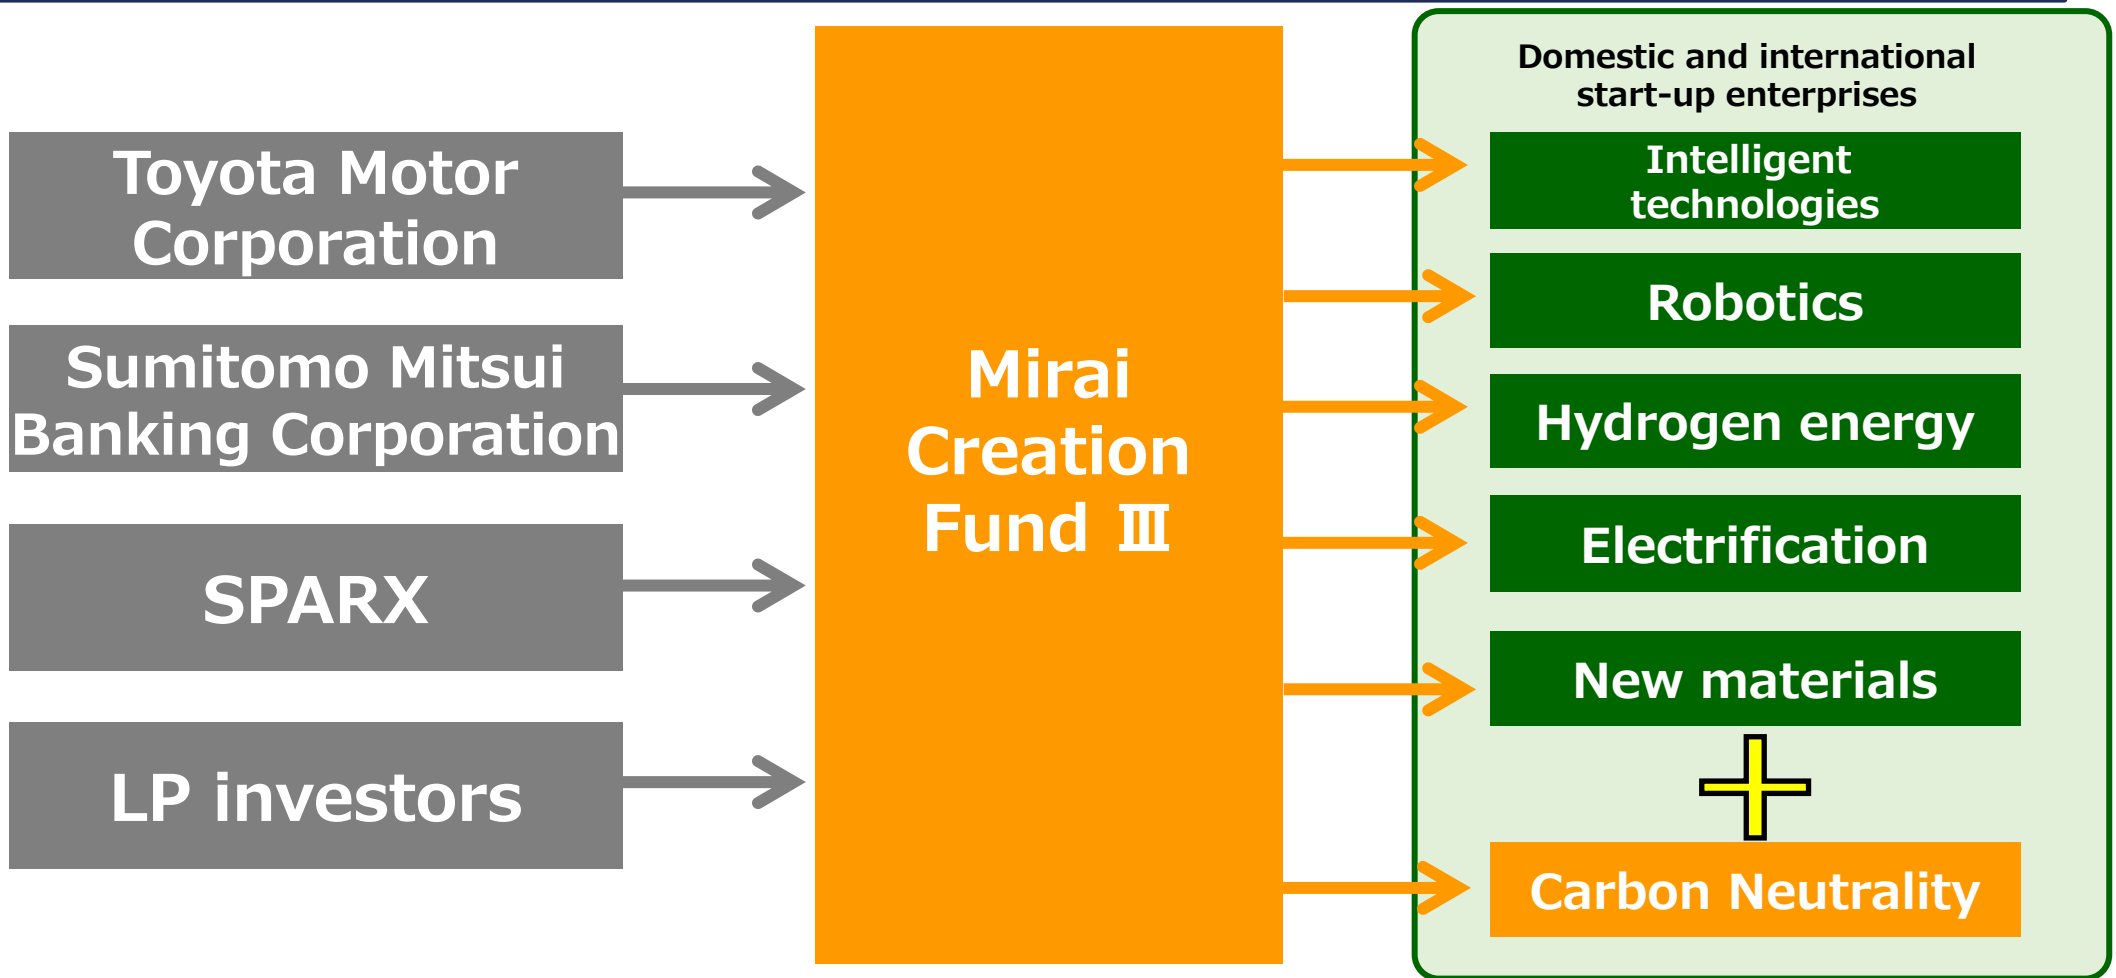 Toyota Motor
Corporation
Sumitomo Mitsui
Banking Corporation
SPARX
LP investors
Mirai
Creation
Fund Ⅲ
Domestic and international
start-up enterprises
Intelligent
technologies
Robotics
Hydrogen energy
Electrification
New materials
Carbon Neutrality